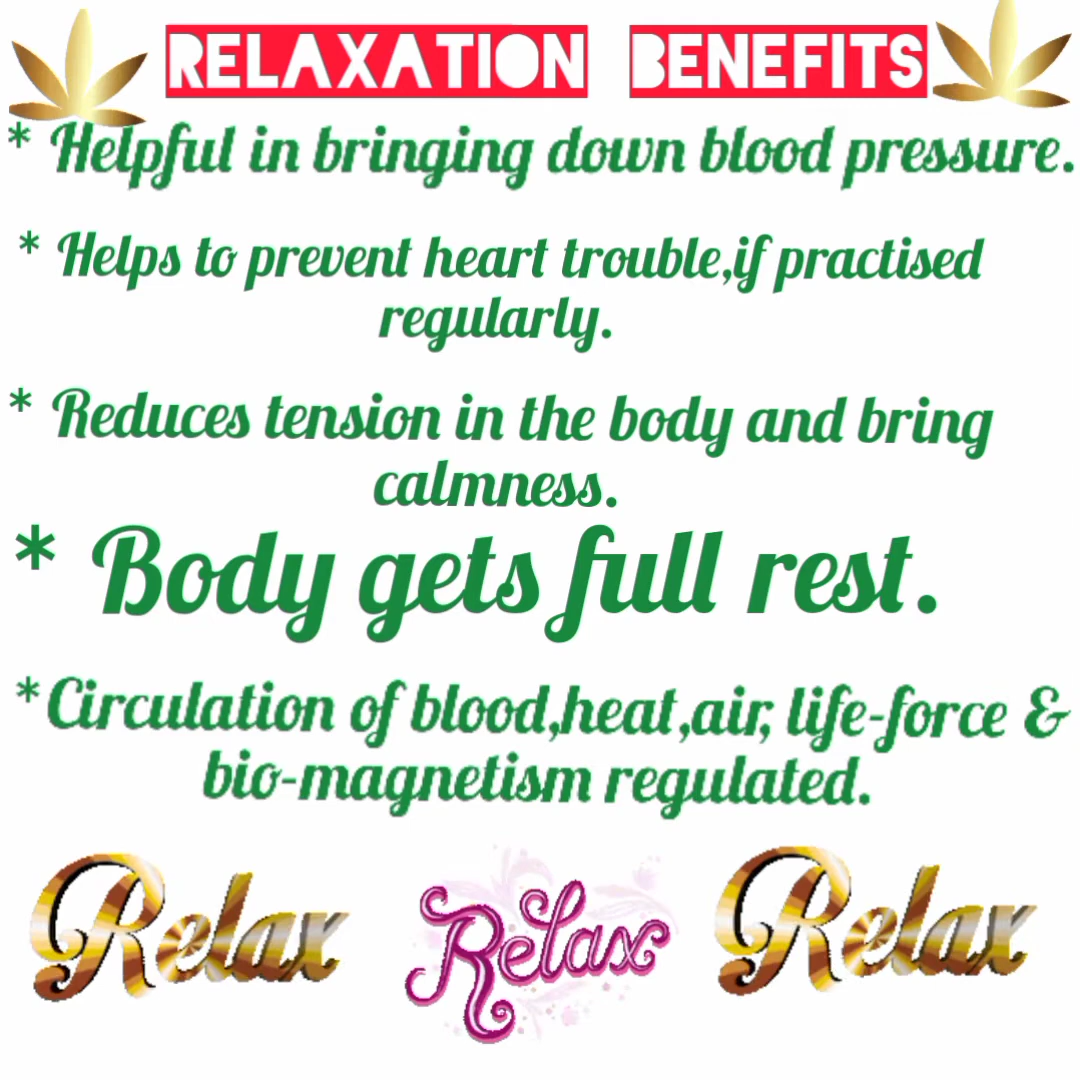 RELAXATION BENEFITS
* Helpful in bringing down blood pressure.
* Helps to prevent heart trouble,if practised
regularly.
* Reduces tension in the body and bring
calmness.
* Body gets full rest.
*Circulation of blood,heat,air, life-force &
bio-magnetism regulated.
Relax Relax Relax